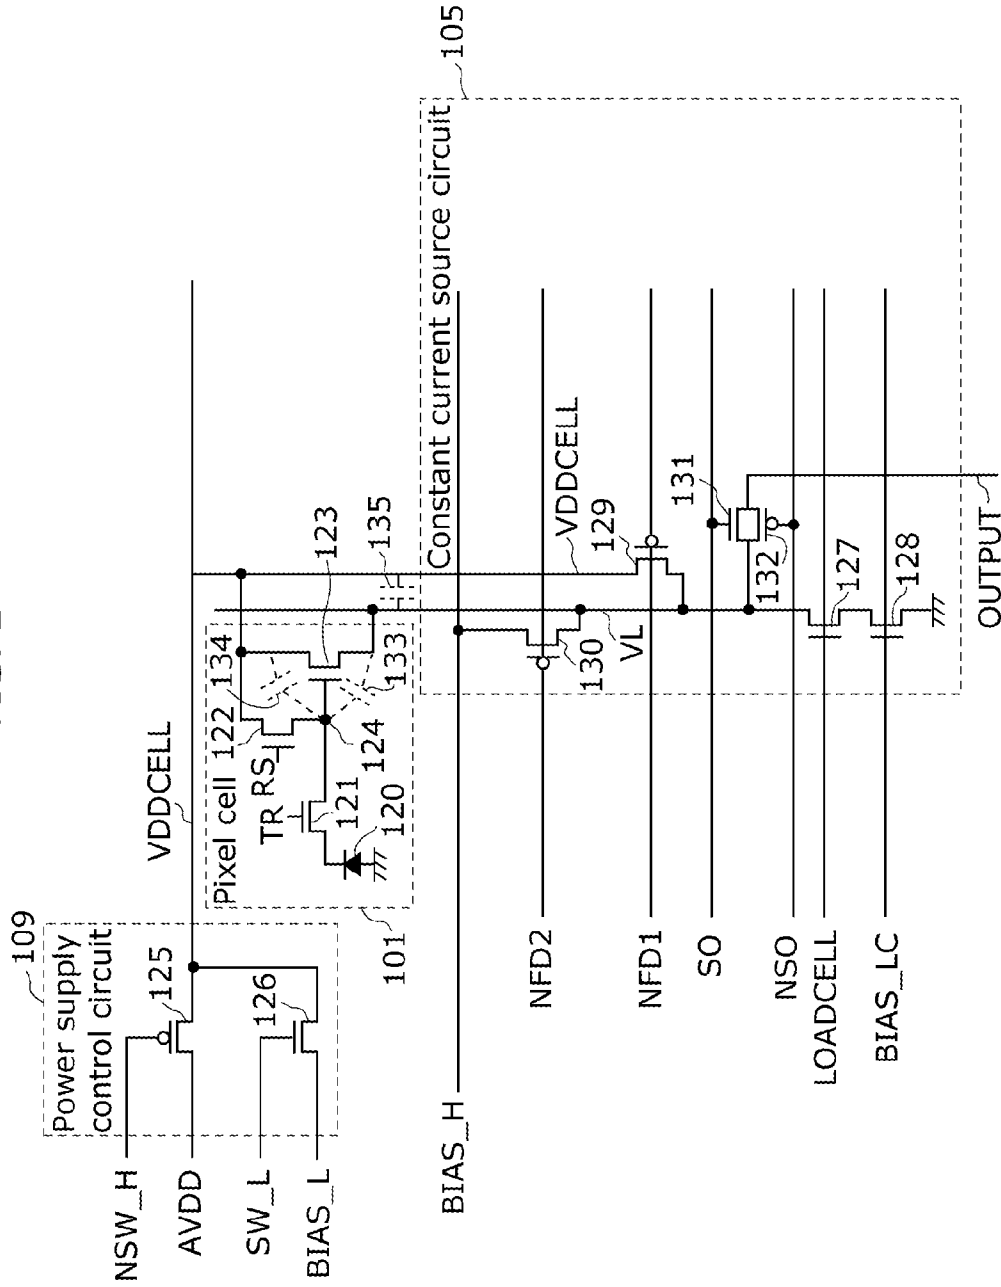 109
Power supply
control circuit
NSW_H
AVDD
SW_L
BIAS_L
125
126
VDDCELL
Pixel cell
101
TR
RS
120
121
122
123
124
133
134
135
105
Constant current source circuit
BIAS_H
NFD2
NFD1
SO
NSO
LOADCELL
BIAS_LC
VDDCELL
VL
127
128
129
130
131
132
OUTPUT